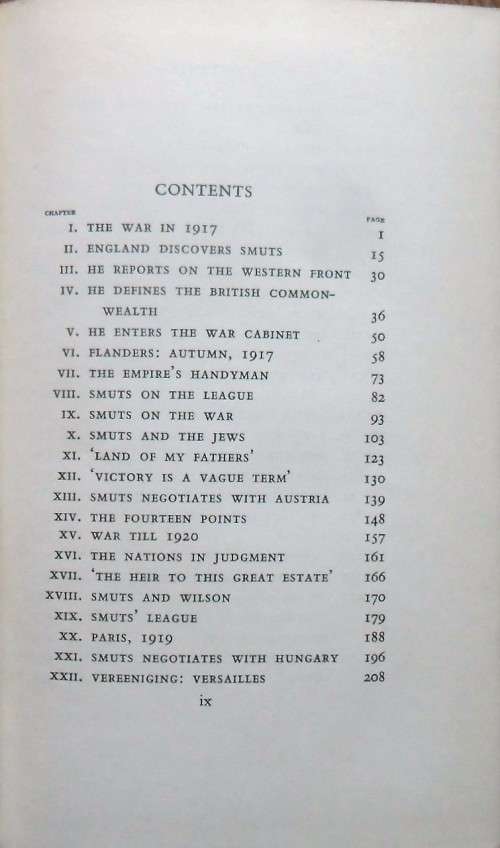 CONTENTS
CHAPTER PAGE
I. THE WAR IN 1917 1
II. ENGLAND DISCOVERS SMUTS 15
III. HE REPORTS ON THE WESTERN FRONT 30
IV. HE DEFINES THE BRITISH COMMON-
WEALTH 36
V. HE ENTERS THE WAR CABINET 50
VI. FLANDERS: AUTUMN, 1917 58
VII. THE EMPIRE'S HANDYMAN 73
VIII. SMUTS ON THE LEAGUE 82
IX. SMUTS ON THE WAR 93
X. SMUTS AND THE JEWS 103
XI. 'LAND OF MY FATHERS' 123
XII. 'VICTORY IS A VAGUE TERM' 130
XIII. SMUTS NEGOTIATES WITH AUSTRIA 139
XIV. THE FOURTEEN POINTS 148
XV. WAR TILL 1920 157
XVI. THE NATIONS IN JUDGMENT 161
XVII. 'THE HEIR TO THIS GREAT ESTATE' 166
XVIII. SMUTS AND WILSON 170
XIX. SMUTS' LEAGUE 179
XX. PARIS, 1919 188
XXI. SMUTS NEGOTIATES WITH HUNGARY 196
XXII. VEREENIGING: VERSAILLES 208
ix